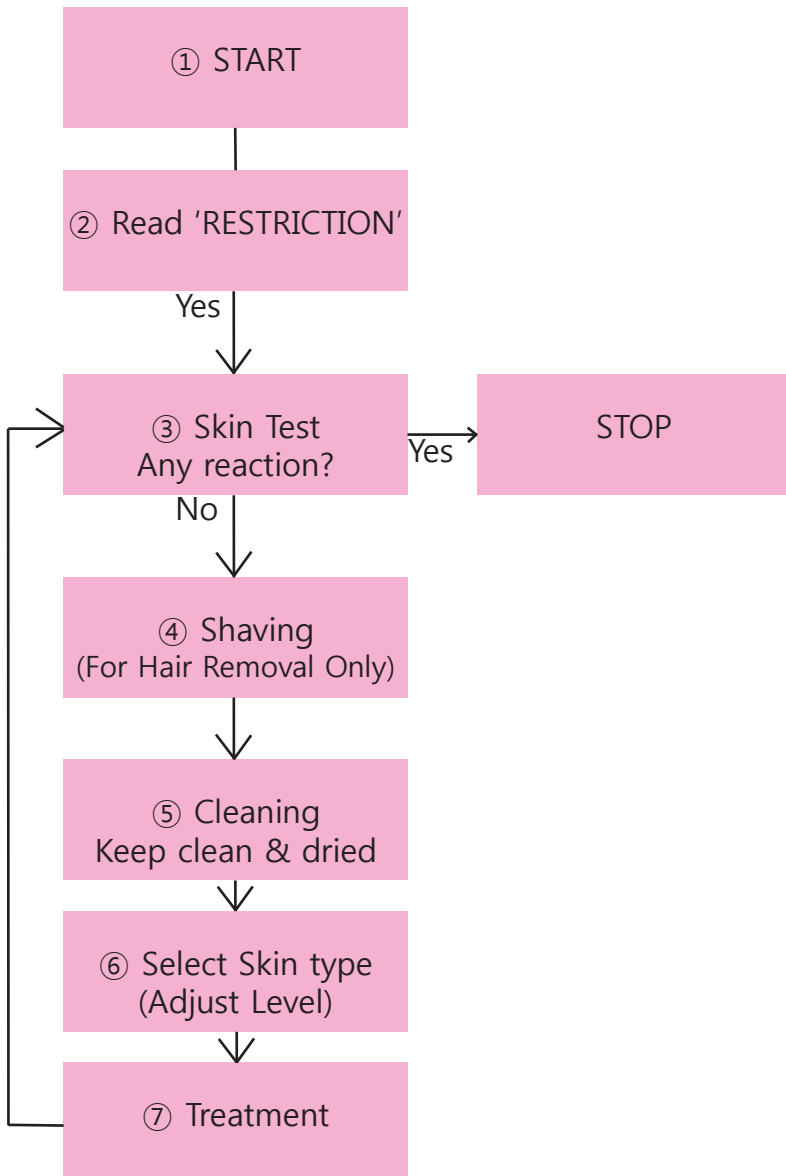 ① START
② Read ‘RESTRICTION’
Yes
③ Skin Test
Any reaction?
Yes
STOP
No
④ Shaving
(For Hair Removal Only)
⑤ Cleaning
Keep clean & dried
⑥ Select Skin type
(Adjust Level)
⑦ Treatment